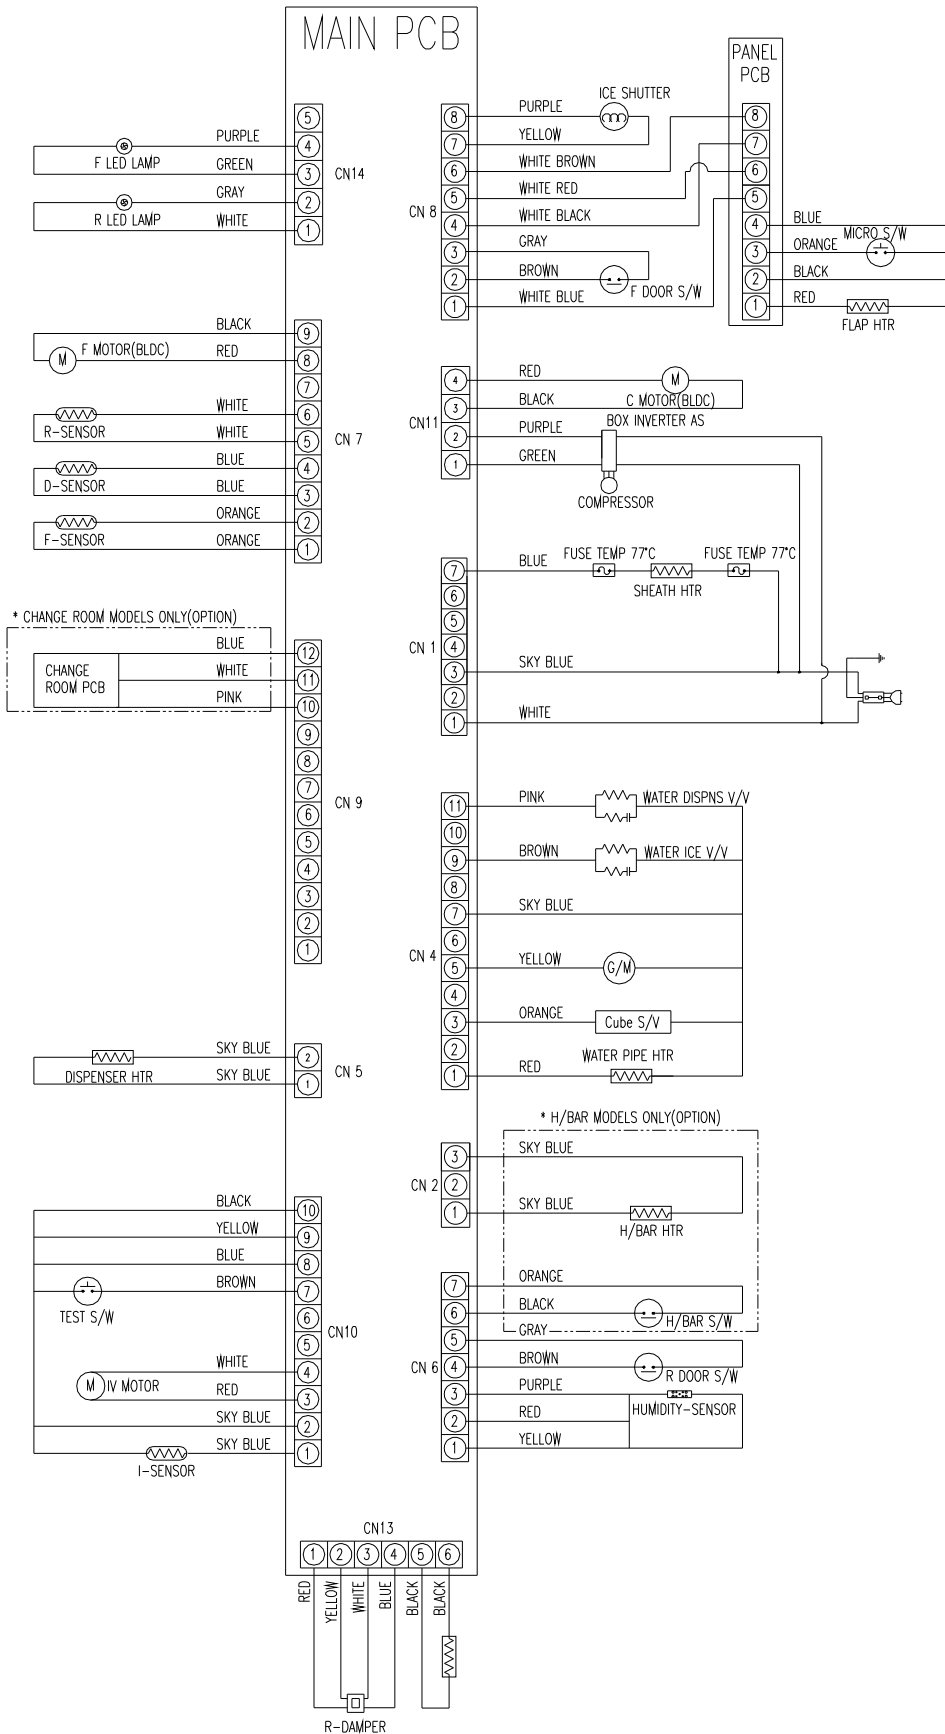 MAIN PCB
PANEL
PCB
5
4
3
2
1
CN14
PURPLE
F LED LAMP
GREEN
GRAY
R LED LAMP
WHITE
9
8
7
6
5
4
3
2
1
CN 7
BLACK
F MOTOR(BLDC)
M
RED
WHITE
R-SENSOR
WHITE
BLUE
D-SENSOR
BLUE
ORANGE
F-SENSOR
ORANGE
* CHANGE ROOM MODELS ONLY(OPTION)
CHANGE
ROOM PCB
BLUE
WHITE
PINK
12
11
10
9
8
7
6
5
4
3
2
1
CN 9
SKY BLUE
DISPENSER HTR
SKY BLUE
2
1
CN 5
BLACK
YELLOW
BLUE
BROWN
TEST S/W
WHITE
M
IV MOTOR
RED
SKY BLUE
SKY BLUE
I-SENSOR
10
9
8
7
6
5
4
3
2
1
CN10
8
7
6
5
4
3
2
1
CN 8
PURPLE
ICE SHUTTER
YELLOW
WHITE BROWN
WHITE RED
WHITE BLACK
GRAY
BROWN
F DOOR S/W
WHITE BLUE
8
7
6
5
4
3
2
1
BLUE
ORANGE
MICRO S/W
BLACK
RED
FLAP HTR
4
3
2
1
CN11
RED
M
C MOTOR(BLDC)
BLACK
BOX INVERTER AS
PURPLE
GREEN
COMPRESSOR
7
6
5
4
3
2
1
CN 1
BLUE
FUSE TEMP 77°C
FUSE TEMP 77°C
SHEATH HTR
SKY BLUE
WHITE
11
10
9
8
7
6
5
4
3
2
1
CN 4
PINK
WATER DISPNS V/V
BROWN
WATER ICE V/V
SKY BLUE
YELLOW
G/M
ORANGE
Cube S/V
WATER PIPE HTR
RED
* H/BAR MODELS ONLY(OPTION)
3
2
1
CN 2
SKY BLUE
SKY BLUE
H/BAR HTR
7
6
5
4
3
2
1
CN 6
ORANGE
BLACK
H/BAR S/W
GRAY
BROWN
R DOOR S/W
PURPLE
HUMIDITY-SENSOR
RED
YELLOW
CN13
1 2 3 4 5 6
RED
YELLOW
WHITE
BLUE
BLACK
BLACK
R-DAMPER